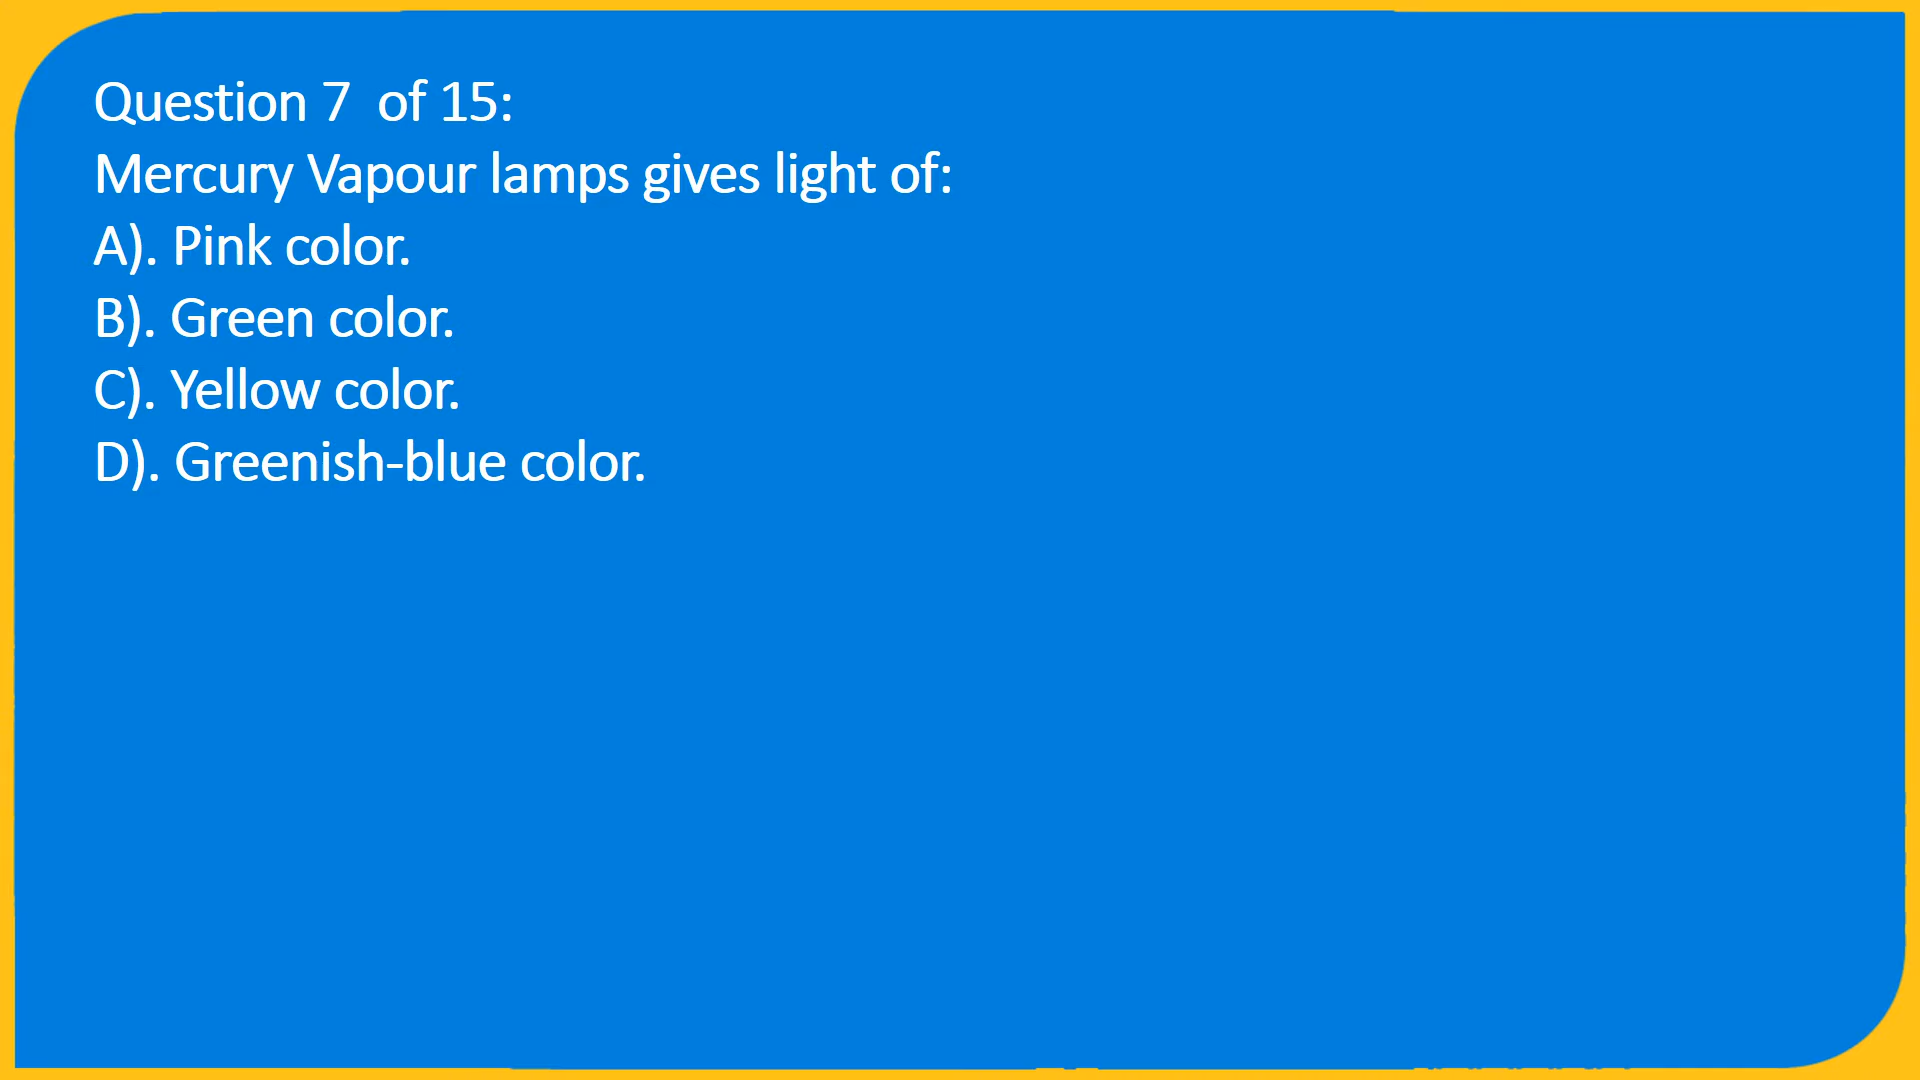 Question 7  of 15:
Mercury Vapour lamps gives light of:
A). Pink color.
B). Green color.
C). Yellow color.
D). Greenish-blue color.